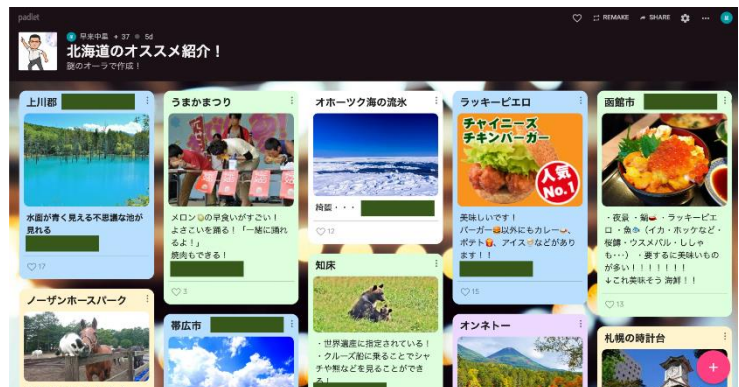 padlet
REMAKE
SHARE
早来中黒 + 37 5d
北海道のオススメ紹介！
謎のオーラで作成！
上川郡
水面が青く見える不思議な池が
見れる
17
ノーザンホースパーク
うまかまつり
メロン🍈の早食いがすごい！
よさこいを踊る！「一緒に踊れ
るよ！」
焼肉もできる！
3
帯広市
オホーツク海の流氷
綺麗・・・
12
知床
・世界遺産に指定されている！
・クルーズ船に乗ることでシャ
チや熊などを見ることができ
る！
ラッキーピエロ
チャイニーズ
チキンバーガー
人気
No.1
美味しいです！
バーガー🍔以外にもカレー🍛、
ポテト🍟、アイス🍨などがあり
ます！！
15
オンネトー
函館市
・夜景 ・鍋🍲 ・ラッキーピエ
ロ ・魚🐟（イカ・ホッケなど・
桜鱒・ウスメバル・ししゃ
も…） ・要するに美味いもの
が多い！！！！！！！
↓これ美味そう 海鮮！！
13
札幌の時計台